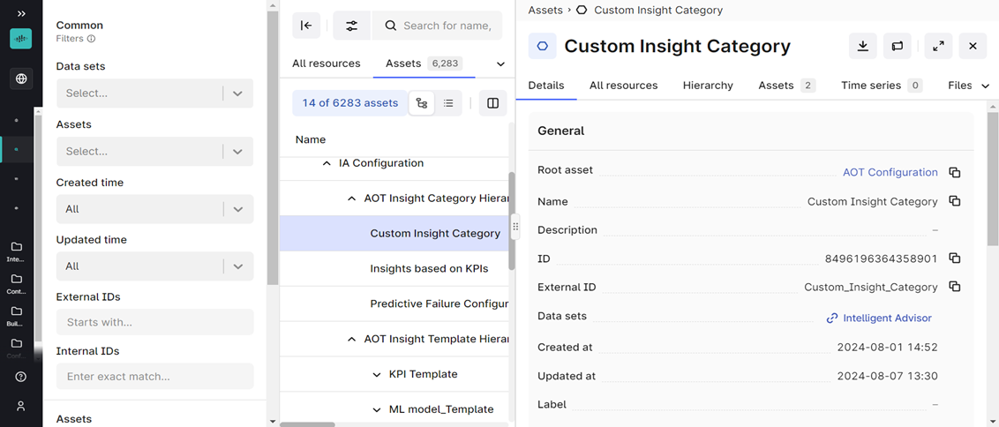 Common
Filters
Data sets
Select...
Assets
Select...
Created time
All
Updated time
All
External IDs
Starts with...
Internal IDs
Enter exact match...
Assets
Inte...
Cont...
Buil...
Conf...
Search for name,
All resources
Assets 6,283
14 of 6283 assets
Name
IA Configuration
AOT Insight Category Hierar
Custom Insight Category
Insights based on KPIs
Predictive Failure Configur
AOT Insight Template Hierar
KPI Template
ML model_Template
Assets › Custom Insight Category
Custom Insight Category
Details All resources Hierarchy Assets 2 Time series 0 Files
General
Root asset AOT Configuration
Name Custom Insight Category
Description –
ID 8496196364358901
External ID Custom_Insight_Category
Data sets Intelligent Advisor
Created at 2024-08-01 14:52
Updated at 2024-08-07 13:30
Label –